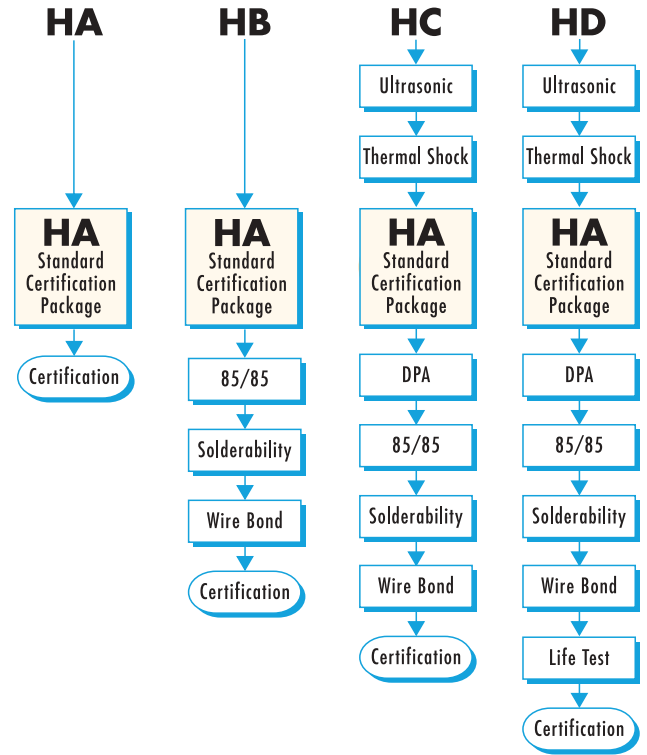 HA
HB
HC
HD
Ultrasonic
Ultrasonic
Thermal Shock
Thermal Shock
HA
Standard
Certification
Package
HA
Standard
Certification
Package
HA
Standard
Certification
Package
HA
Standard
Certification
Package
Certification
85/85
DPA
DPA
Solderability
85/85
85/85
Wire Bond
Solderability
Solderability
Certification
Wire Bond
Wire Bond
Certification
Life Test
Certification